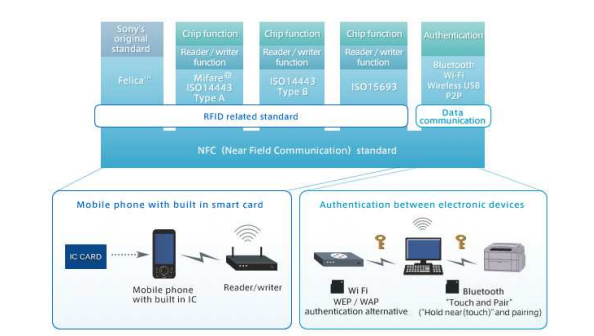 Sony's
original
standard
Felica™
Chip function
Reader / writer
function
Mifare®
ISO14443
Type A
Chip function
Reader / writer
function
ISO14443
Type B
Chip function
Reader / writer
function
ISO15693
Authentication
Bluetooth
Wi-Fi
Wireless USB
P2P
RFID related standard
Data
communication
NFC (Near Field Communication) standard
Mobile phone with built in smart card
IC CARD
Mobile phone
with built in IC
Reader/writer
Authentication between electronic devices
Wi Fi
WEP / WAP
authentication alternative
Bluetooth
"Touch and Pair"
("Hold near(touch)"and pairing)